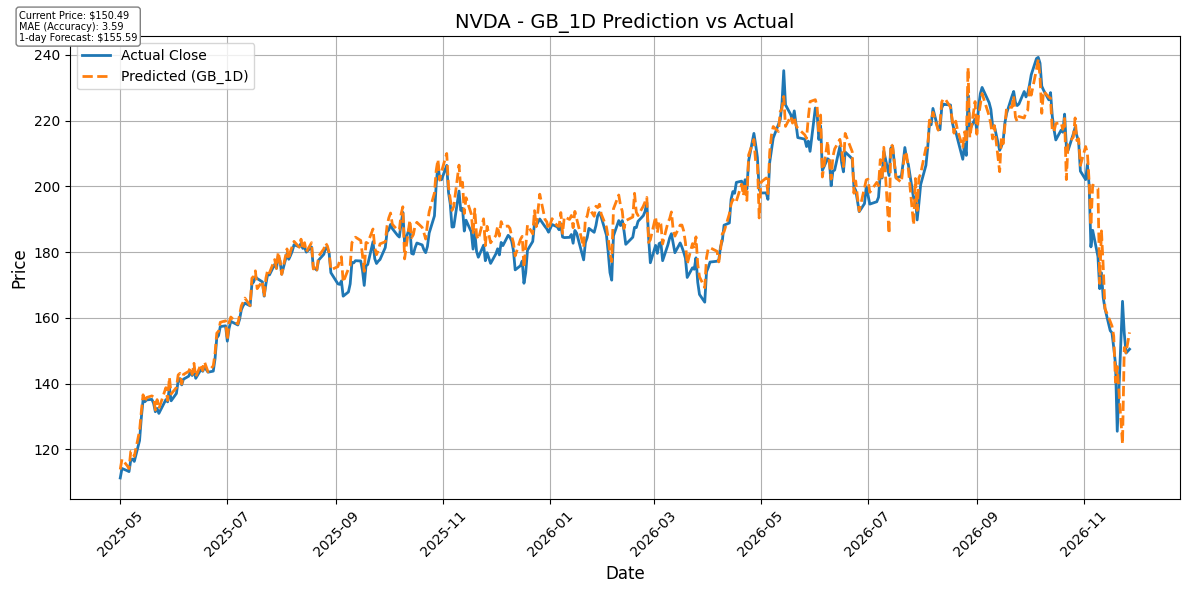 NVDA - GB_1D Prediction vs Actual
Current Price: $150.49
MAE (Accuracy): 3.59
1-day Forecast: $155.59
Actual Close
Predicted (GB_1D)
Price
240
220
200
180
160
140
120
2025-05
2025-07
2025-09
2025-11
2026-01
2026-03
2026-05
2026-07
2026-09
2026-11
Date